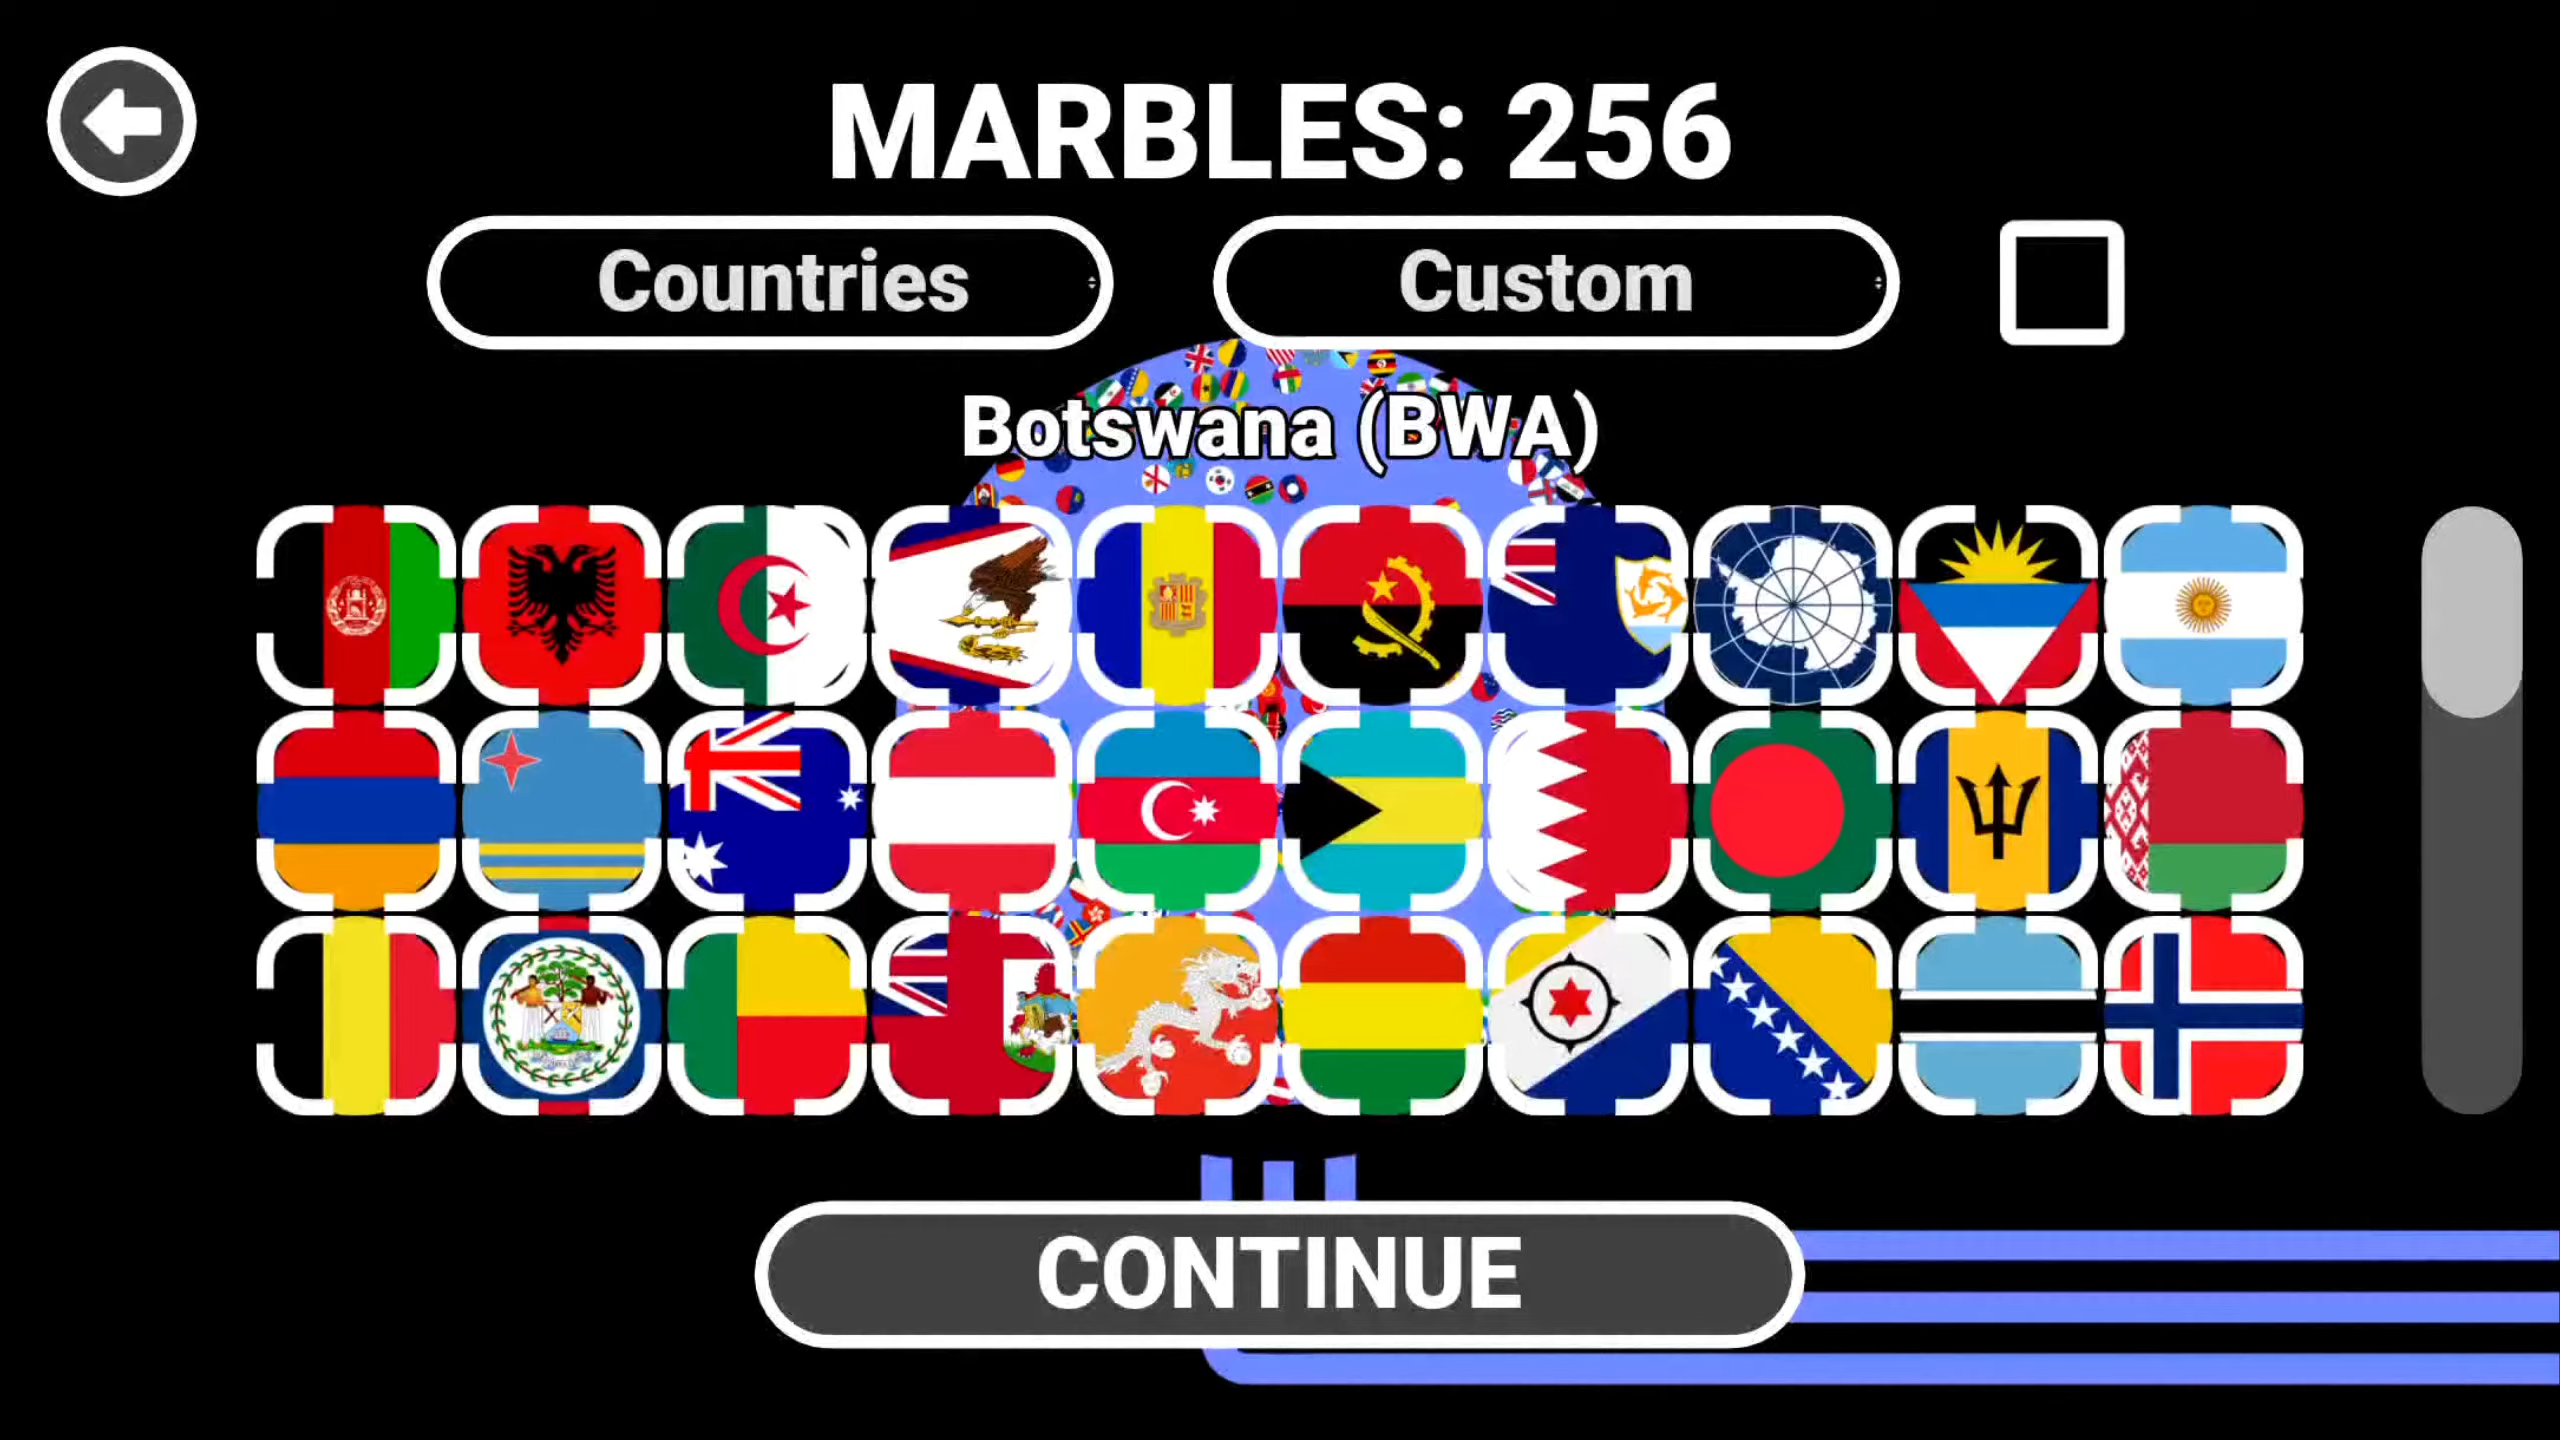 MARBLES: 256
Countries
Custom
Botswana (BWA)
CONTINUE